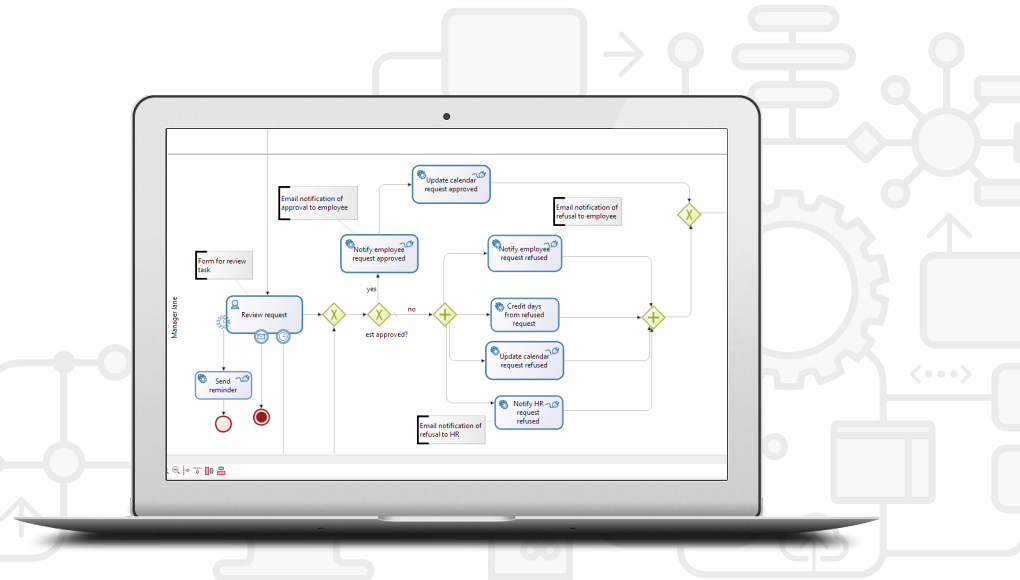 Update calendar
request approved
Email notification of
approval to employee
Email notification of
refusal to employee
Notify employee
request approved
Notify employee
request refused
Form for review
task
yes
Manager lane
Review request
no
Credit days
from refused
request
est approved?
Update calendar
request refused
Send
reminder
Notify HR
request
refused
Email notification of
refusal to HR